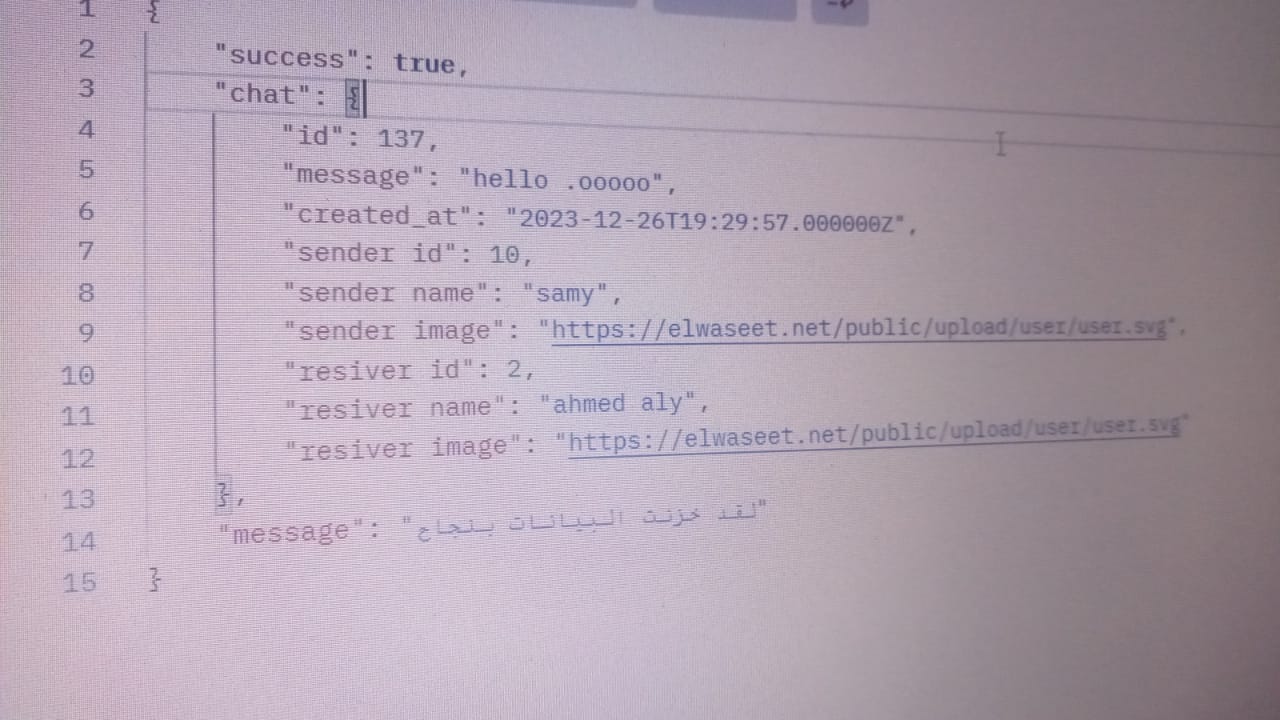 1 {
2 "success": true,
3 "chat": {
4 "id": 137,
5 "message": "hello .ooooo",
6 "created_at": "2023-12-26T19:29:57.000000Z",
7 "sender id": 10,
8 "sender name": "samy",
9 "sender image": "https://elwaseet.net/public/upload/user/user.svg",
10 "resiver id": 2,
11 "resiver name": "ahmed aly",
12 "resiver image": "https://elwaseet.net/public/upload/user/user.svg"
13 },
14 "message": "لقد خزنت البيانات بنجاح"
15 }